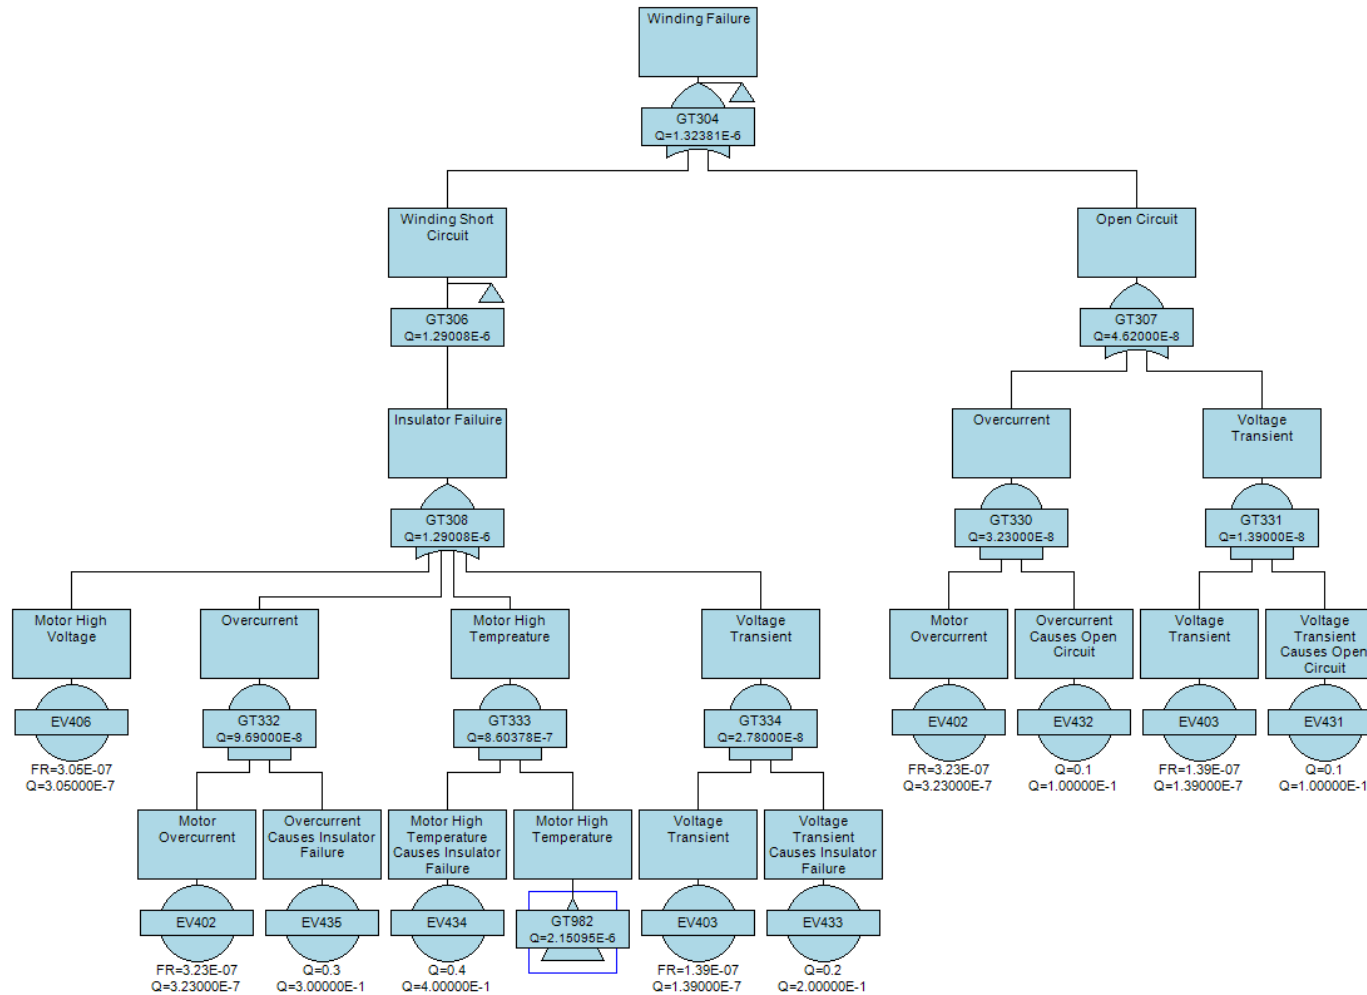 Winding Failure
GT304
Q=1.32381E-6
Winding Short
Circuit
Open Circuit
GT306
Q=1.29008E-6
GT307
Q=4.62000E-8
Insulator Failuire
Overcurrent
Voltage
Transient
GT308
Q=1.29008E-6
GT330
Q=3.23000E-8
GT331
Q=1.39000E-8
Motor High
Voltage
Overcurrent
Motor High
Tempreature
Voltage
Transient
Motor
Overcurrent
Overcurrent
Causes Open
Circuit
Voltage
Transient
Voltage
Transient
Causes Open
Circuit
EV406
FR=3.05E-07
Q=3.05000E-7
GT332
Q=9.69000E-8
GT333
Q=8.60378E-7
GT334
Q=2.78000E-8
EV402
FR=3.23E-07
Q=3.23000E-7
EV432
Q=0.1
Q=1.00000E-1
EV403
FR=1.39E-07
Q=1.39000E-7
EV431
Q=0.1
Q=1.00000E-1
Motor
Overcurrent
Overcurrent
Causes Insulator
Failure
Motor High
Temperature
Causes Insulator
Failure
Motor High
Temperature
Voltage
Transient
Voltage
Transient
Causes Insulator
Failure
EV402
FR=3.23E-07
Q=3.23000E-7
EV435
Q=0.3
Q=3.00000E-1
EV434
Q=0.4
Q=4.00000E-1
GT982
Q=2.15095E-6
EV403
FR=1.39E-07
Q=1.39000E-7
EV433
Q=0.2
Q=2.00000E-1